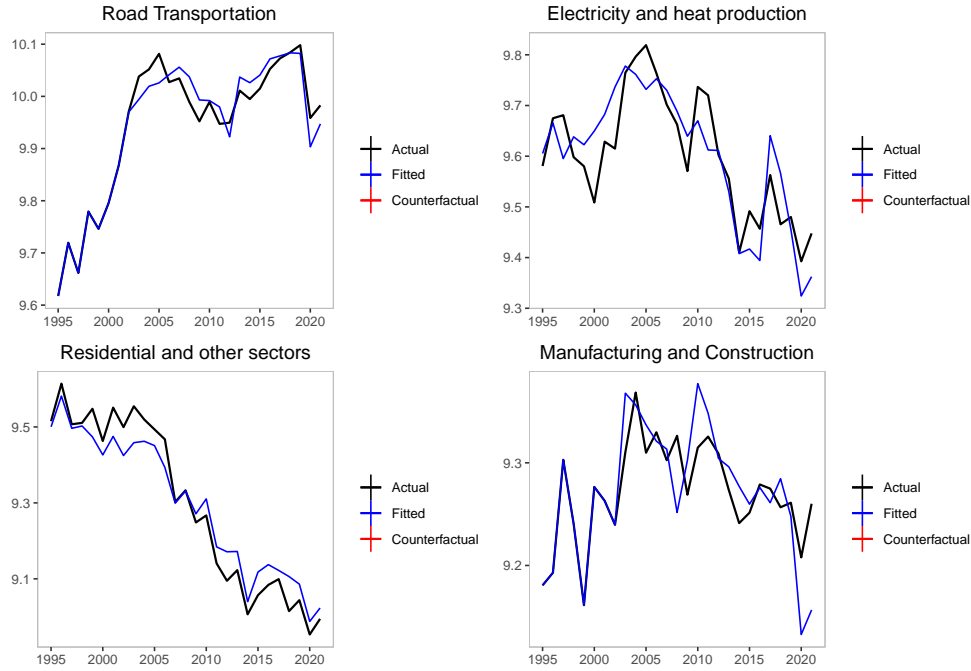 Road Transportation
10.1
10.0
9.9
9.8
9.7
9.6
1995
2000
2005
2010
2015
2020
Actual
Fitted
Counterfactual
Electricity and heat production
9.8
9.7
9.6
9.5
9.4
9.3
1995
2000
2005
2010
2015
2020
Actual
Fitted
Counterfactual
Residential and other sectors
9.5
9.3
9.1
1995
2000
2005
2010
2015
2020
Actual
Fitted
Counterfactual
Manufacturing and Construction
9.3
9.2
1995
2000
2005
2010
2015
2020
Actual
Fitted
Counterfactual